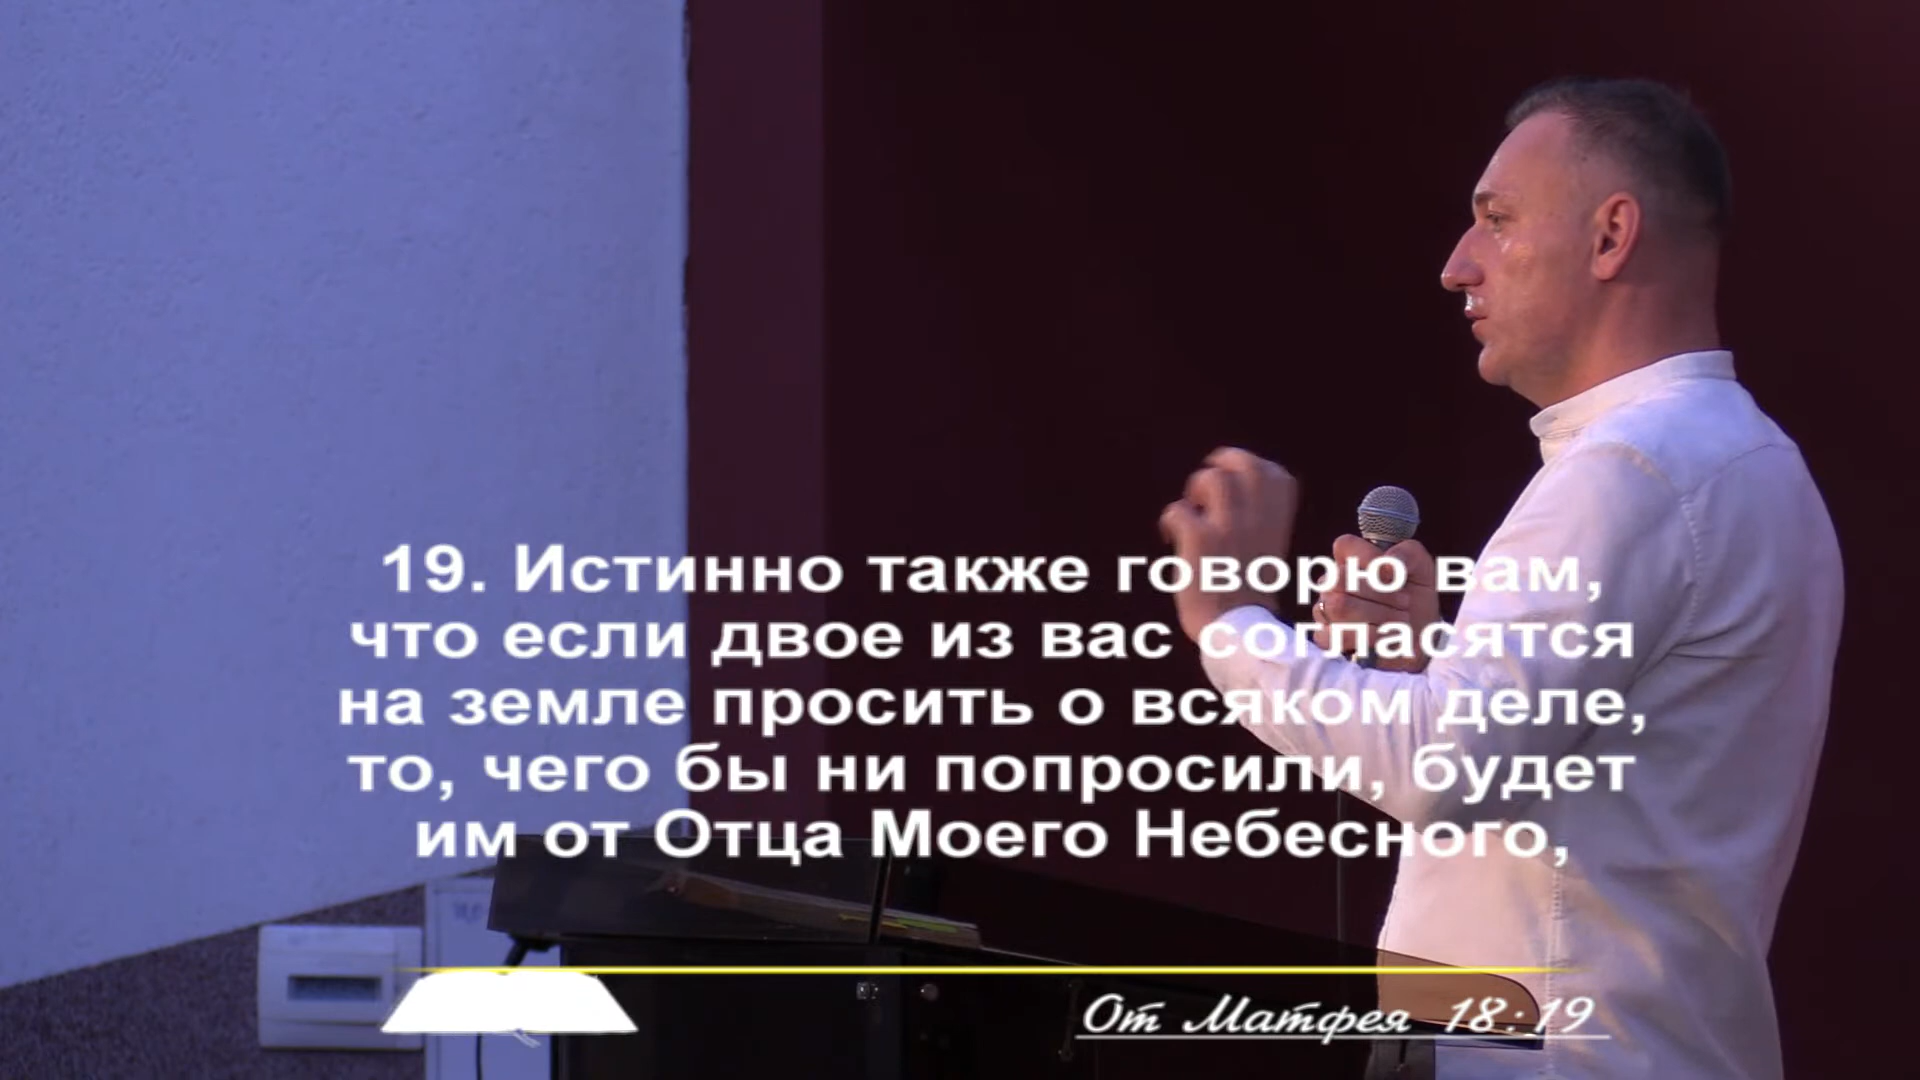 19. Истинно также говорю вам,
что если двое из вас согласятся
на земле просить о всяком деле,
то, чего бы ни попросили, будет
им от Отца Моего Небесного,
От Матфея 18:19